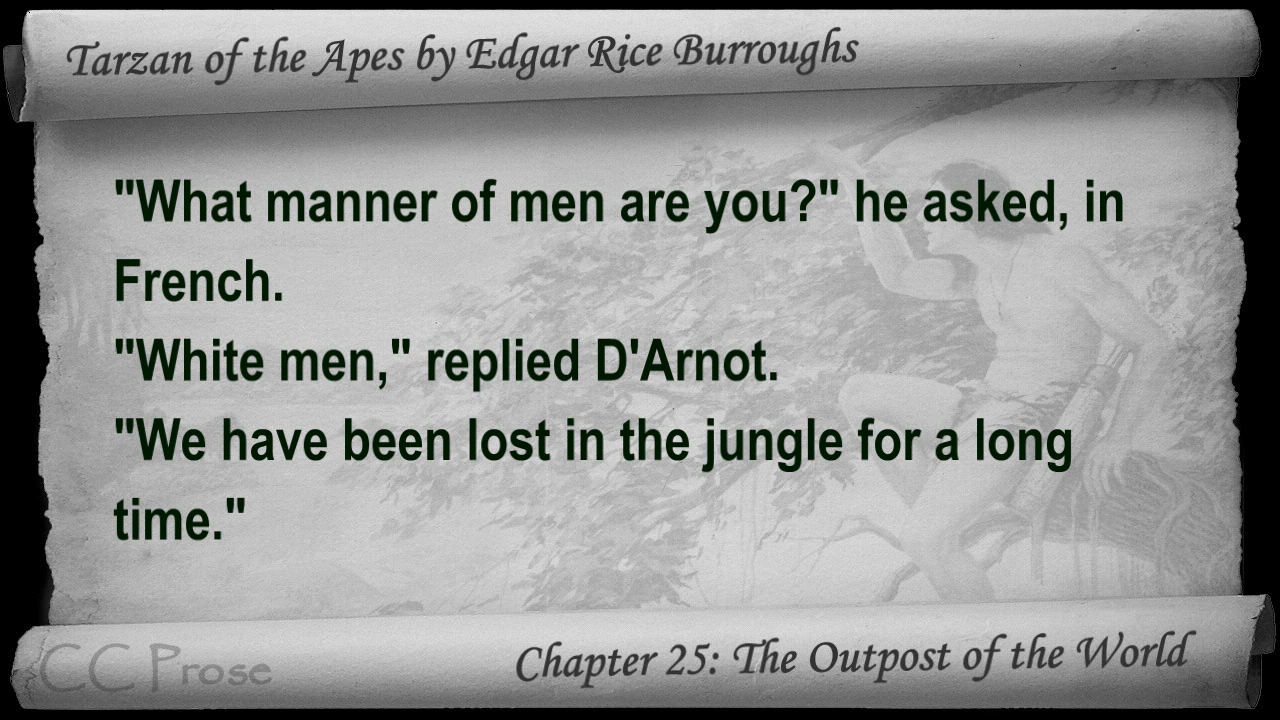 Tarzan of the Apes by Edgar Rice Burroughs
"What manner of men are you?" he asked, in
French.
"White men," replied D'Arnot.
"We have been lost in the jungle for a long
time."
CC Prose
Chapter 25: The Outpost of the World